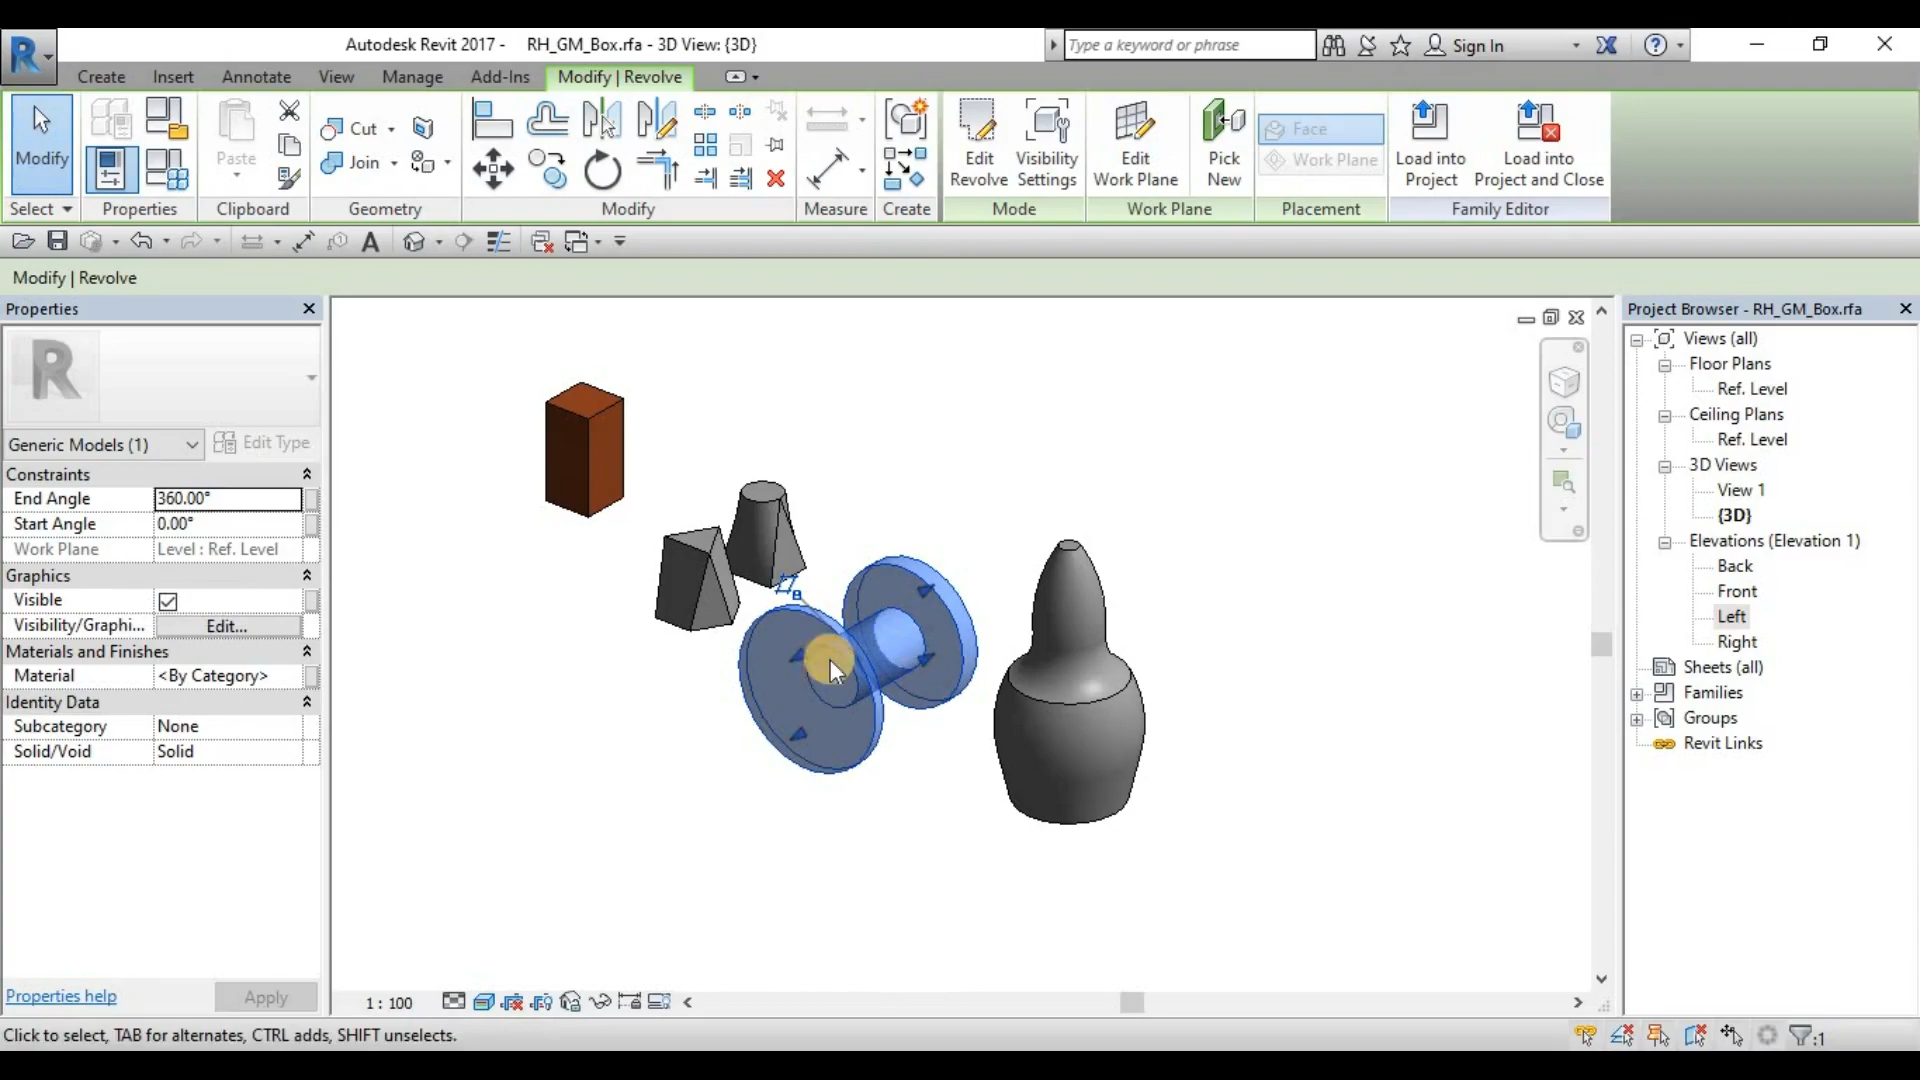 Autodesk Revit 2017 - RH_GM_Box.rfa - 3D View: {3D}
Type a keyword or phrase
Sign In
Create Insert Annotate View Manage Add-Ins Modify | Revolve
Modify
Paste
Cut
Join
Edit Revolve
Visibility Settings
Edit Work Plane
Pick New
Face
Work Plane
Load into Project
Load into Project and Close
Select Properties Clipboard Geometry Modify Measure Create Mode Work Plane Placement Family Editor
Modify | Revolve
Properties
R
Generic Models (1)
Edit Type
Constraints
End Angle 360.00°
Start Angle 0.00°
Work Plane Level : Ref. Level
Graphics
Visible
Visibility/Graphi... Edit...
Materials and Finishes
Material <By Category>
Identity Data
Subcategory None
Solid/Void Solid
Properties help
Apply
Project Browser - RH_GM_Box.rfa
Views (all)
Floor Plans
Ref. Level
Ceiling Plans
Ref. Level
3D Views
View 1
{3D}
Elevations (Elevation 1)
Back
Front
Left
Right
Sheets (all)
Families
Groups
Revit Links
1 : 100
Click to select, TAB for alternates, CTRL adds, SHIFT unselects.
:1